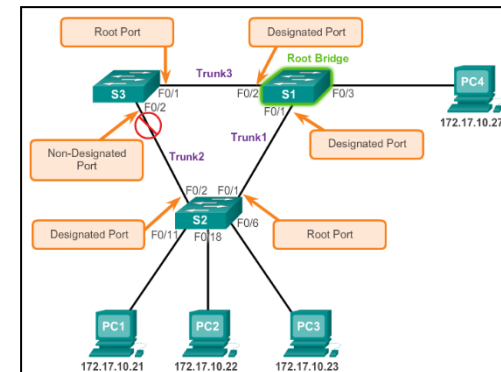 Root Port
Designated Port
Root Bridge
Trunk3
S3
F0/1
F0/2
S1
F0/3
PC4
F0/2
F0/1
172.17.10.27
Non-Designated
Port
Trunk2
Trunk1
Designated Port
F0/2
F0/1
Designated Port
S2
F0/6
Root Port
F0/11
F0/18
PC1
PC2
PC3
172.17.10.21
172.17.10.22
172.17.10.23